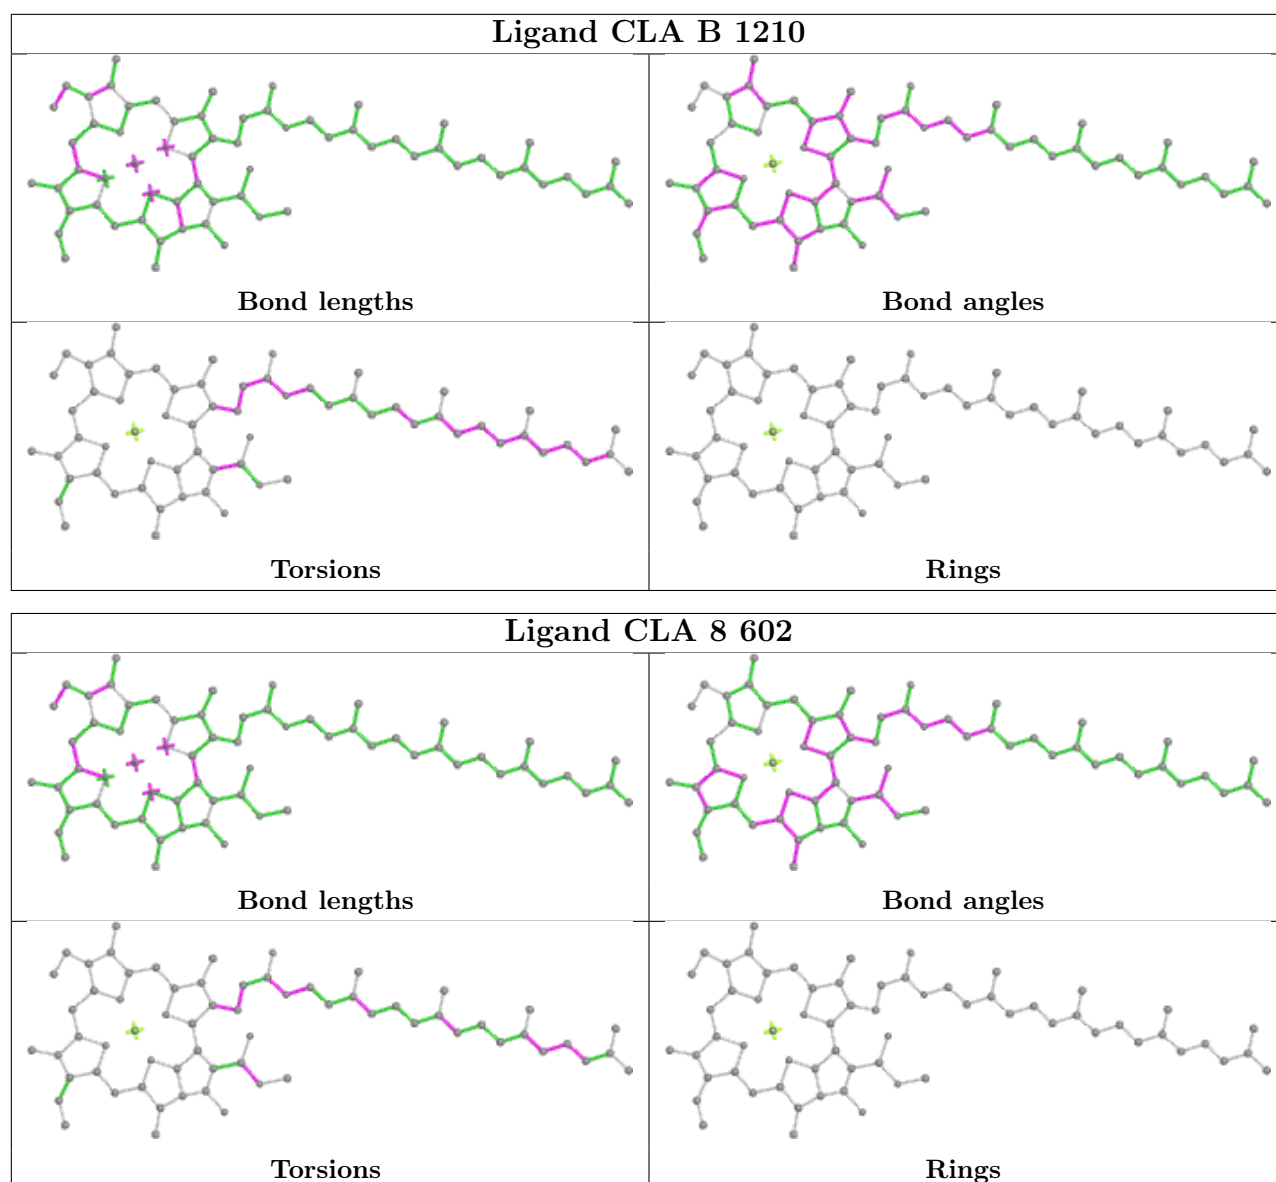 Ligand CLA B 1210
Bond lengths
Bond angles
Torsions
Rings
Ligand CLA 8 602
Bond lengths
Bond angles
Torsions
Rings